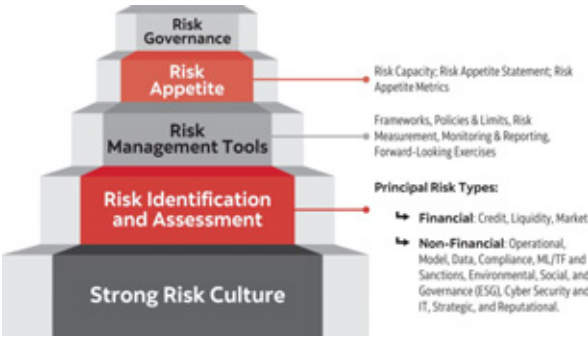 Risk
Governance
Risk
Appetite
Risk Capacity; Risk Appetite Statement; Risk
Appetite Metrics
Risk
Management Tools
Frameworks, Policies & Limits, Risk
Measurement, Monitoring & Reporting,
Forward-Looking Exercises
Risk Identification
and Assessment
Principal Risk Types:
Financial: Credit, Liquidity, Market
Non-Financial: Operational,
Model, Data, Compliance, ML/TF and
Sanctions, Environmental, Social, and
Governance (ESG), Cyber Security and
IT, Strategic, and Reputational.
Strong Risk Culture